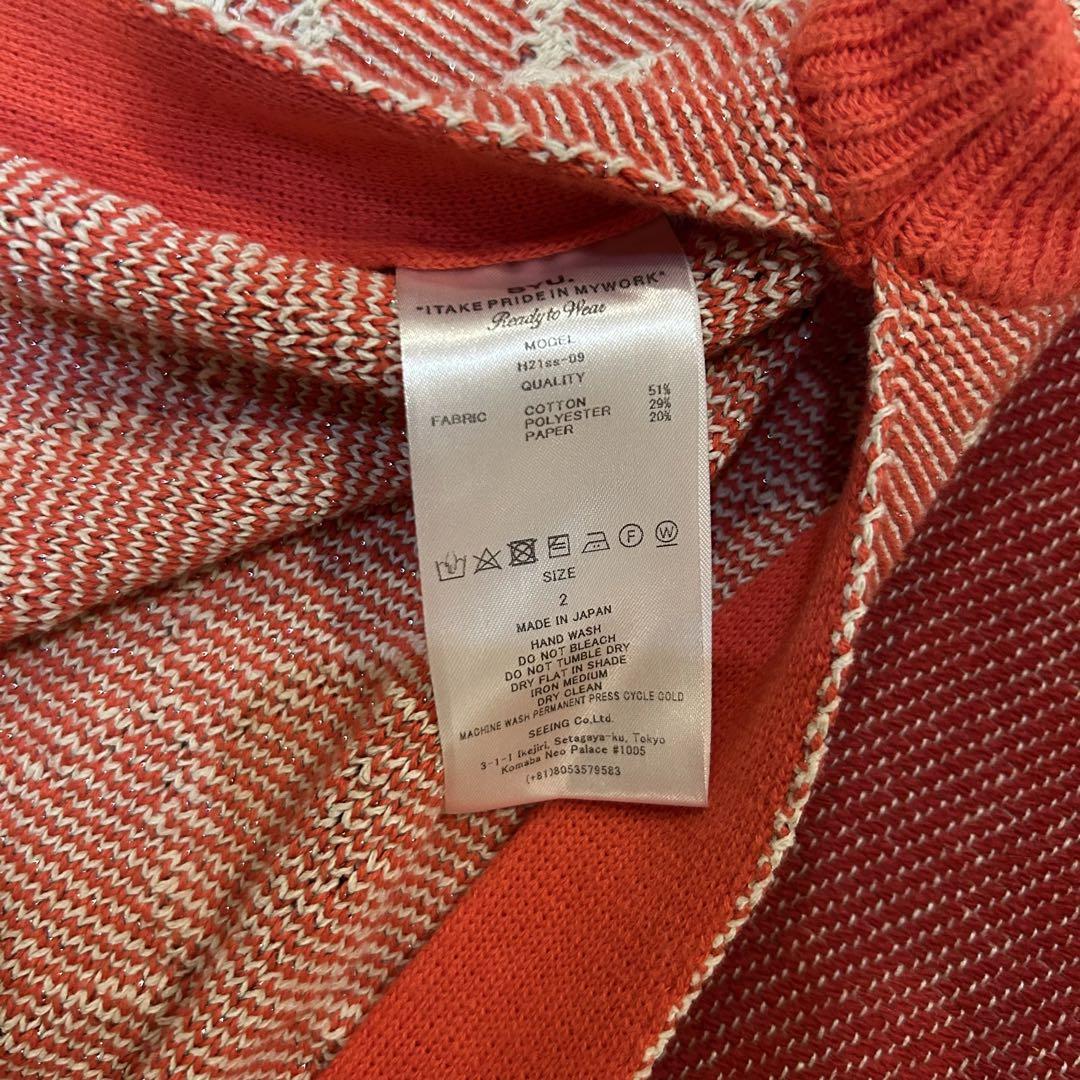 "ITAKE PRIDE IN MYWORK"
Ready to Wear
MODEL
H21ss-09
QUALITY
FABRIC COTTON 51%
POLYESTER 29%
PAPER 20%
F W
SIZE
2
MADE IN JAPAN
HAND WASH
DO NOT BLEACH
DO NOT TUMBLE DRY
DRY FLAT IN SHADE
IRON MEDIUM
DRY CLEAN
MACHINE WASH PERMANENT PRESS CYCLE COLD
SEEING Co,Ltd.
3-1-1 Ikejiri, Setagaya-ku, Tokyo
Komaba Neo Palace #1005
(+81)8053579583